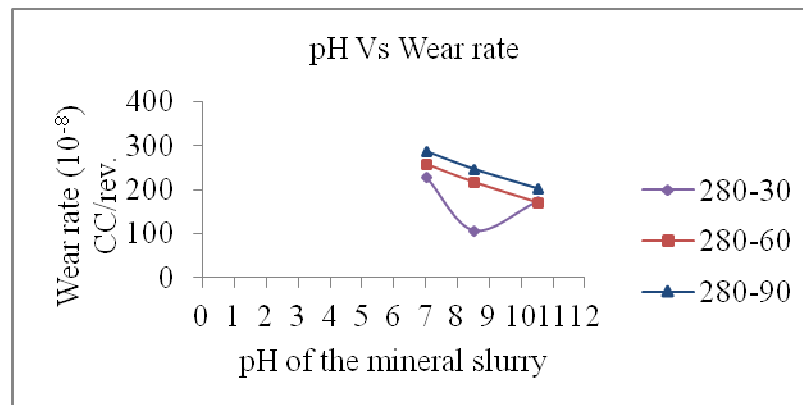 pH Vs Wear rate
Wear rate (10⁻⁸)
CC/rev.
400
300
200
100
0
0 1 2 3 4 5 6 7 8 9 10 11 12
pH of the mineral slurry
280-30
280-60
280-90